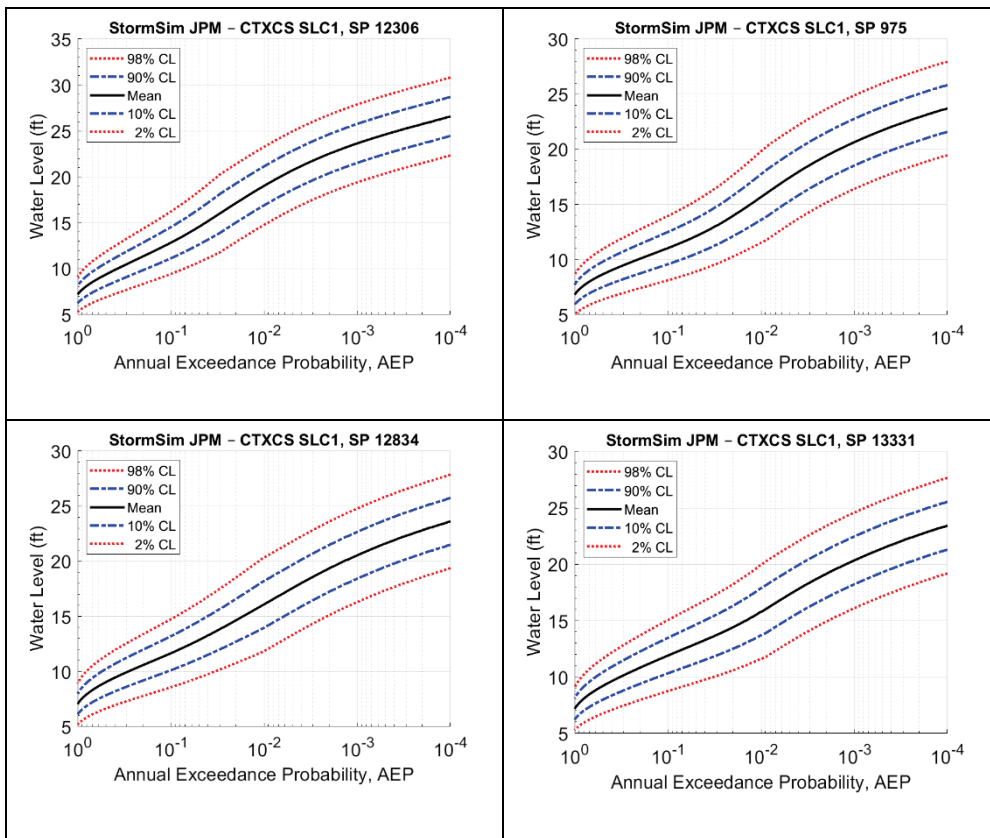 StormSim JPM – CTXCS SLC1, SP 12306
35
30
25
20
15
10
5
98% CL
90% CL
Mean
10% CL
2% CL
Water Level (ft)
10^0 10^-1 10^-2 10^-3 10^-4
Annual Exceedance Probability, AEP
StormSim JPM – CTXCS SLC1, SP 975
30
25
20
15
10
5
98% CL
90% CL
Mean
10% CL
2% CL
Water Level (ft)
10^0 10^-1 10^-2 10^-3 10^-4
Annual Exceedance Probability, AEP
StormSim JPM – CTXCS SLC1, SP 12834
30
25
20
15
10
5
98% CL
90% CL
Mean
10% CL
2% CL
Water Level (ft)
10^0 10^-1 10^-2 10^-3 10^-4
Annual Exceedance Probability, AEP
StormSim JPM – CTXCS SLC1, SP 13331
30
25
20
15
10
5
98% CL
90% CL
Mean
10% CL
2% CL
Water Level (ft)
10^0 10^-1 10^-2 10^-3 10^-4
Annual Exceedance Probability, AEP